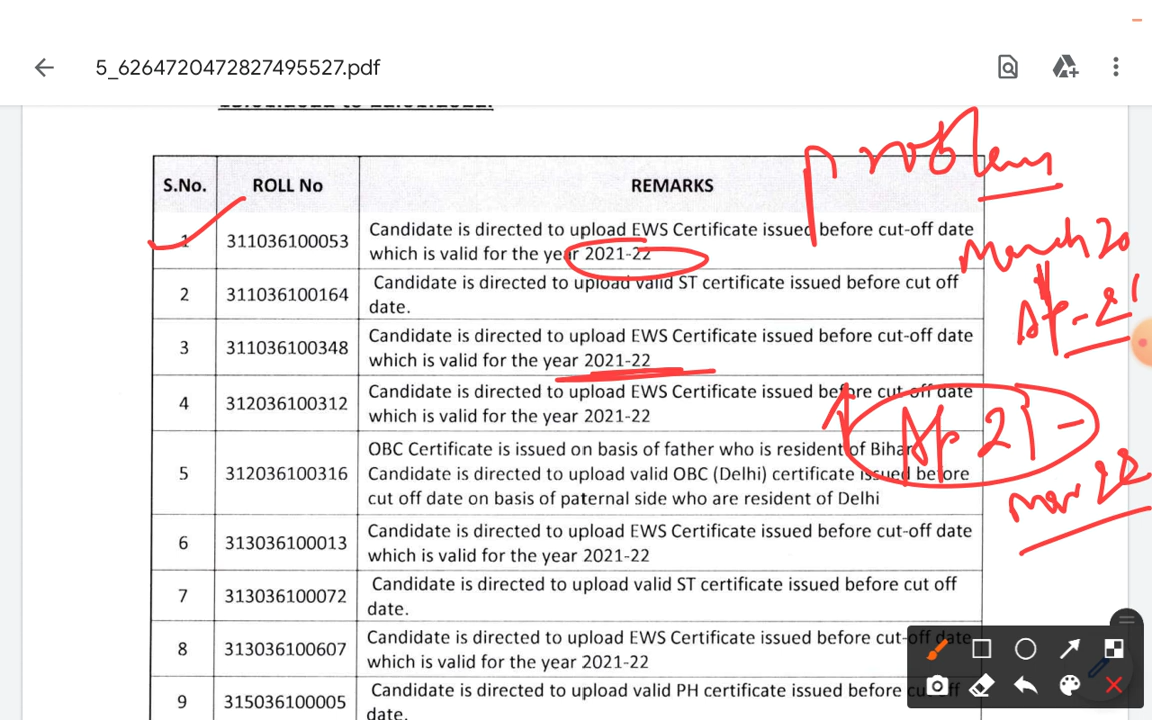 5_6264720472827495527.pdf
problem
S.No. ROLL No REMARKS
1 311036100053 Candidate is directed to upload EWS Certificate issued before cut-off date
which is valid for the year 2021-22
March 20
2 311036100164 Candidate is directed to upload valid ST certificate issued before cut off
date.
Ap - 21
3 311036100348 Candidate is directed to upload EWS Certificate issued before cut-off date
which is valid for the year 2021-22
4 312036100312 Candidate is directed to upload EWS Certificate issued before cut-off date
which is valid for the year 2021-22
Ap 21 -
5 312036100316 OBC Certificate is issued on basis of father who is resident of Bihar
Candidate is directed to upload valid OBC (Delhi) certificate issued before
cut off date on basis of paternal side who are resident of Delhi
Mar 22
6 313036100013 Candidate is directed to upload EWS Certificate issued before cut-off date
which is valid for the year 2021-22
7 313036100072 Candidate is directed to upload valid ST certificate issued before cut off
date.
8 313036100607 Candidate is directed to upload EWS Certificate issued before cut-off date
which is valid for the year 2021-22
9 315036100005 Candidate is directed to upload valid PH certificate issued before cut off
date.